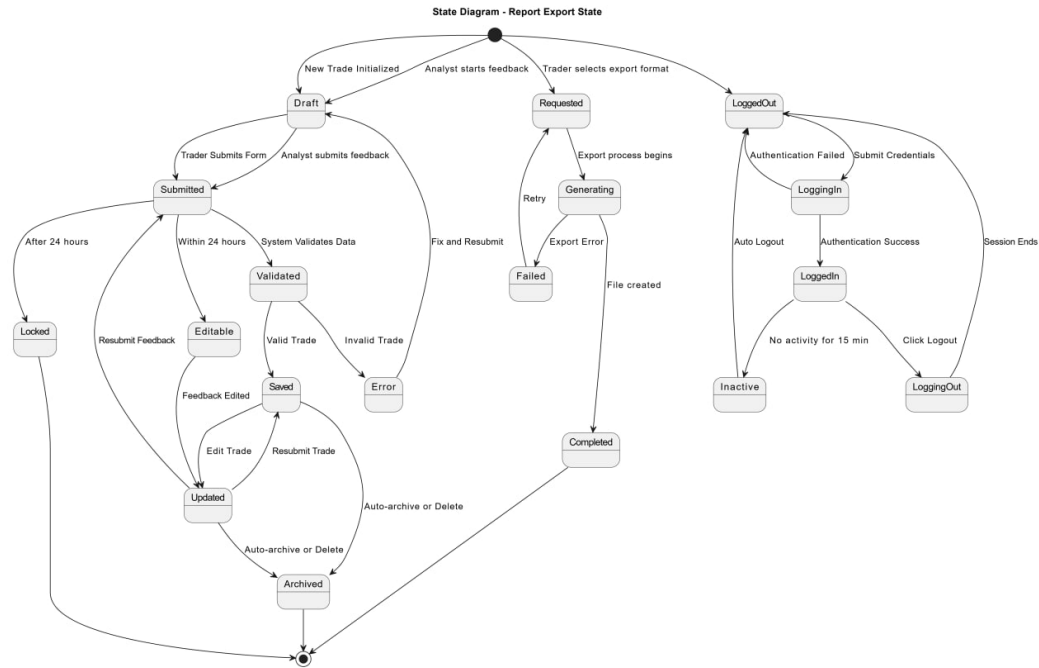 State Diagram - Report Export State
New Trade Initialized
Analyst starts feedback
Trader selects export format
Draft
Requested
LoggedOut
Trader Submits Form
Analyst submits feedback
Export process begins
Authentication Failed
Submit Credentials
Submitted
Generating
LoggingIn
Retry
After 24 hours
Within 24 hours
System Validates Data
Fix and Resubmit
Export Error
Auto Logout
Authentication Success
Session Ends
Validated
Failed
LoggedIn
File created
Locked
Editable
Resubmit Feedback
Valid Trade
Invalid Trade
No activity for 15 min
Click Logout
Saved
Error
Inactive
LoggingOut
Feedback Edited
Completed
Edit Trade
Resubmit Trade
Updated
Auto-archive or Delete
Auto-archive or Delete
Archived